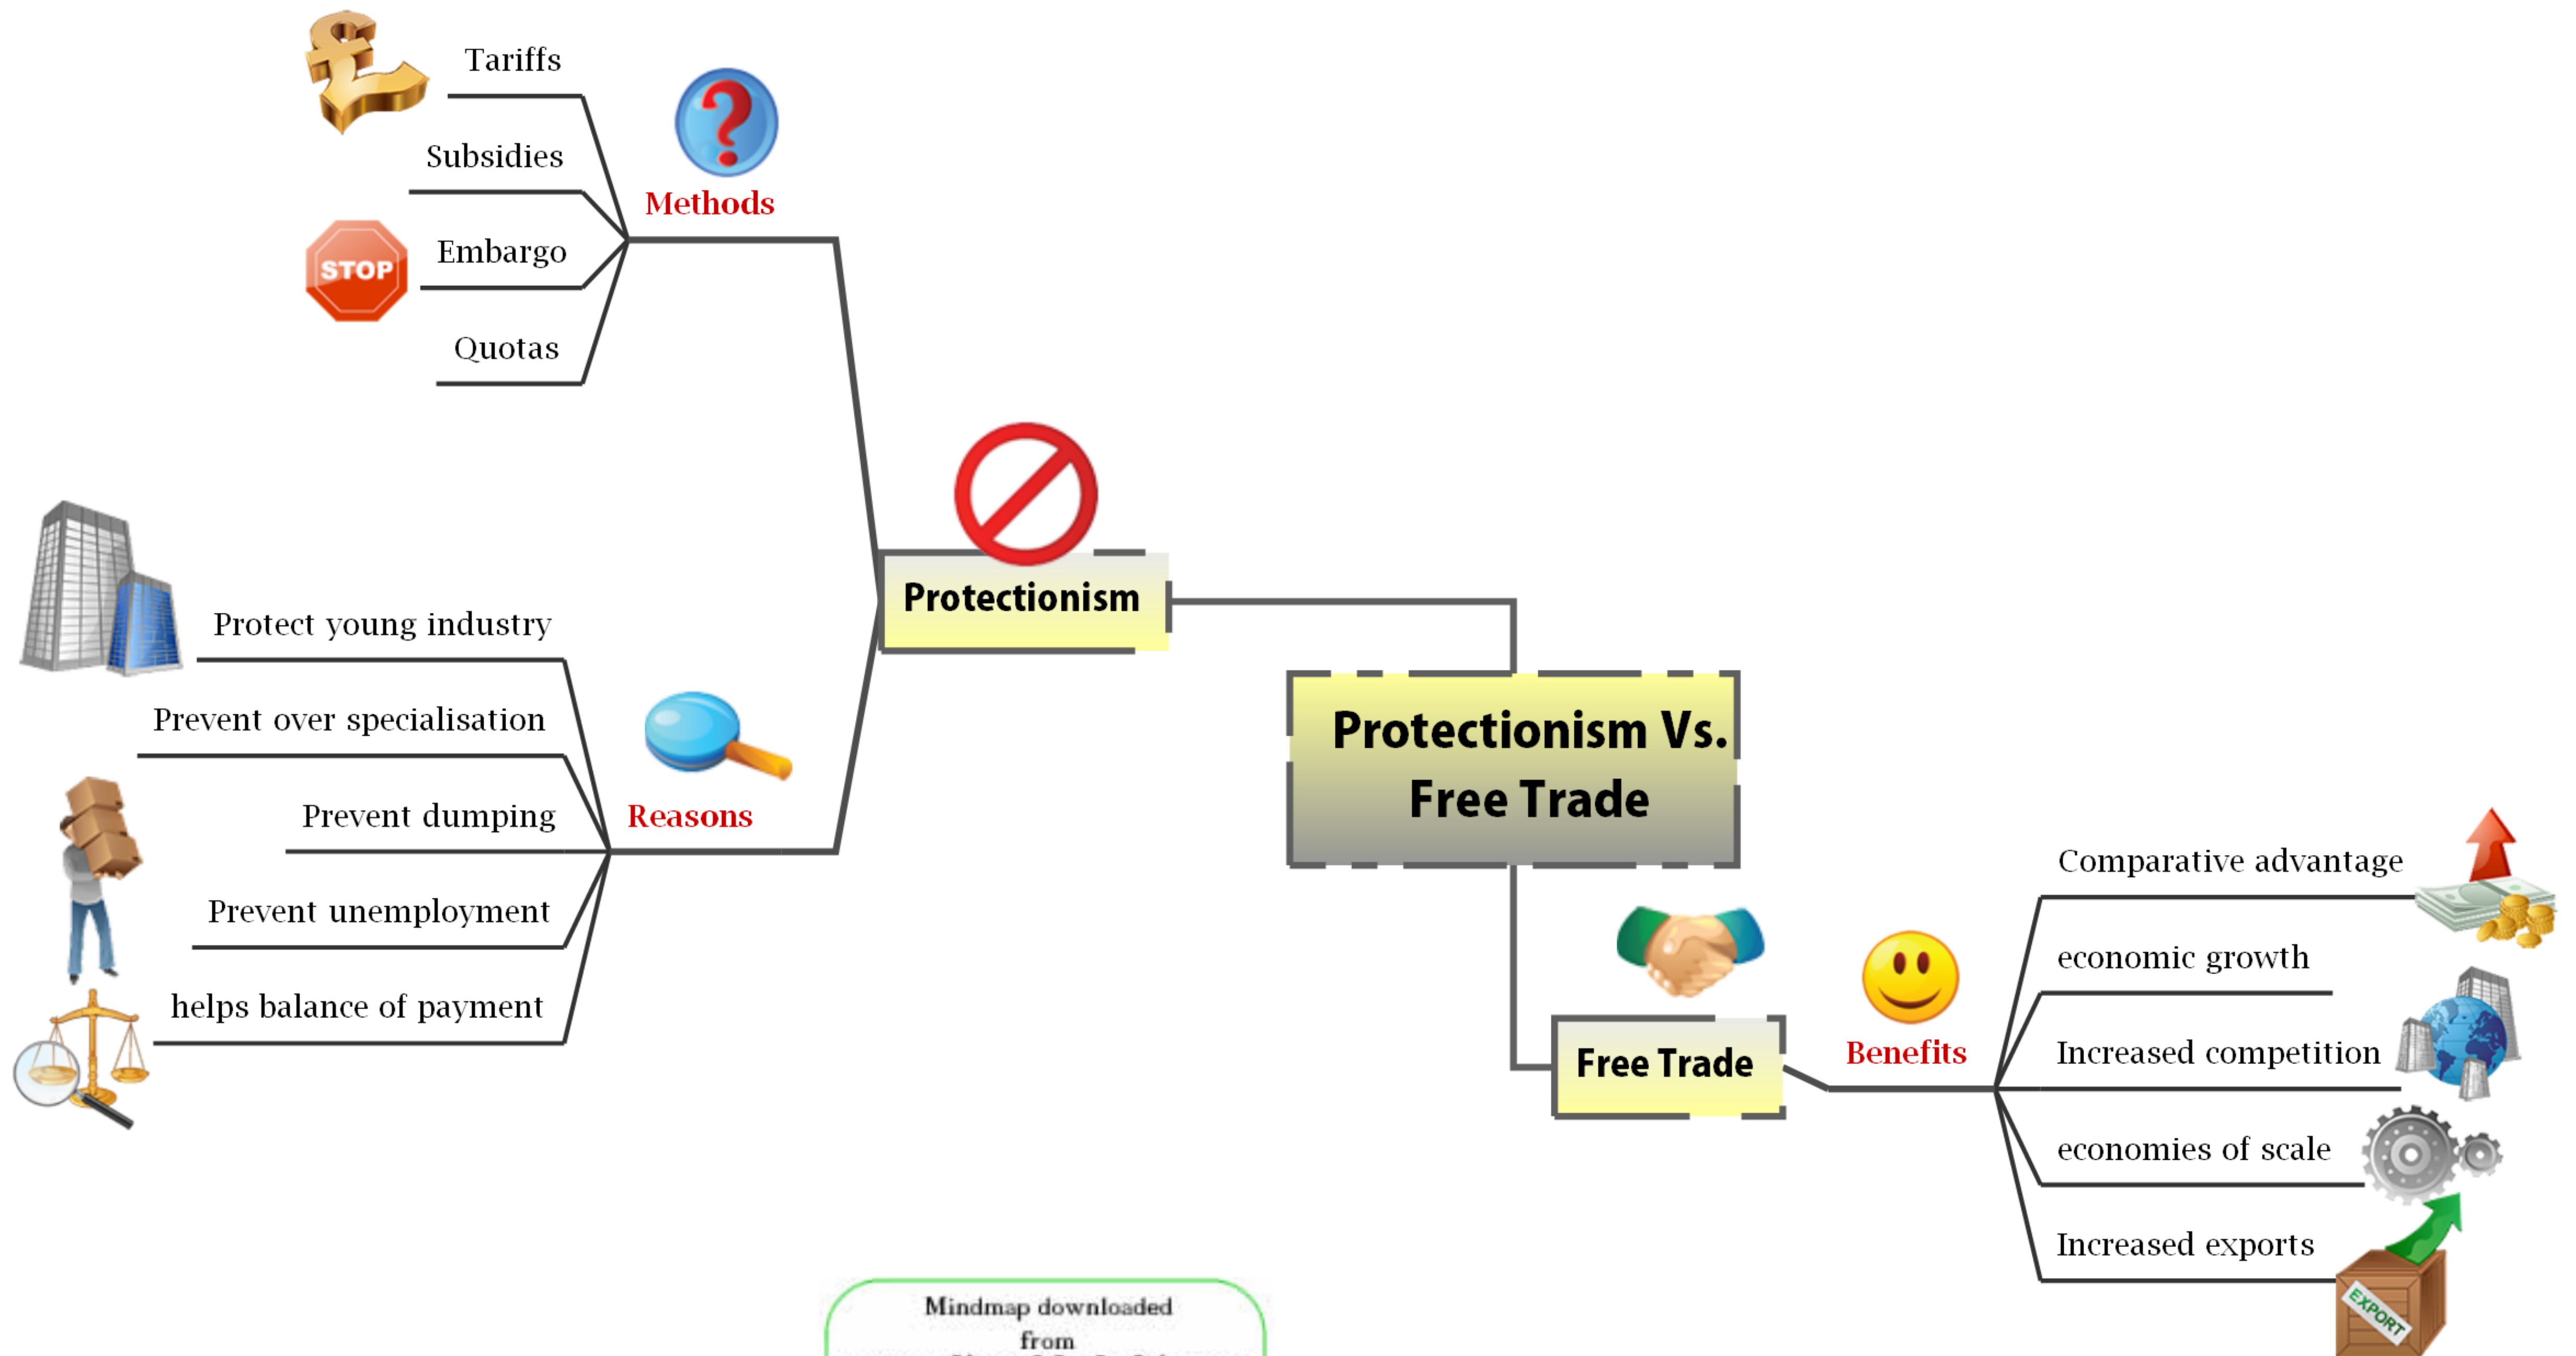 Tariffs
Subsidies
Methods
STOP
Embargo
Quotas
Protectionism
Protect young industry
Prevent over specialisation
Prevent dumping
Reasons
Prevent unemployment
helps balance of payment
Protectionism Vs.
Free Trade
Free Trade
Benefits
Comparative advantage
economic growth
Increased competition
economies of scale
Increased exports
EXPORT
Mindmap downloaded
from